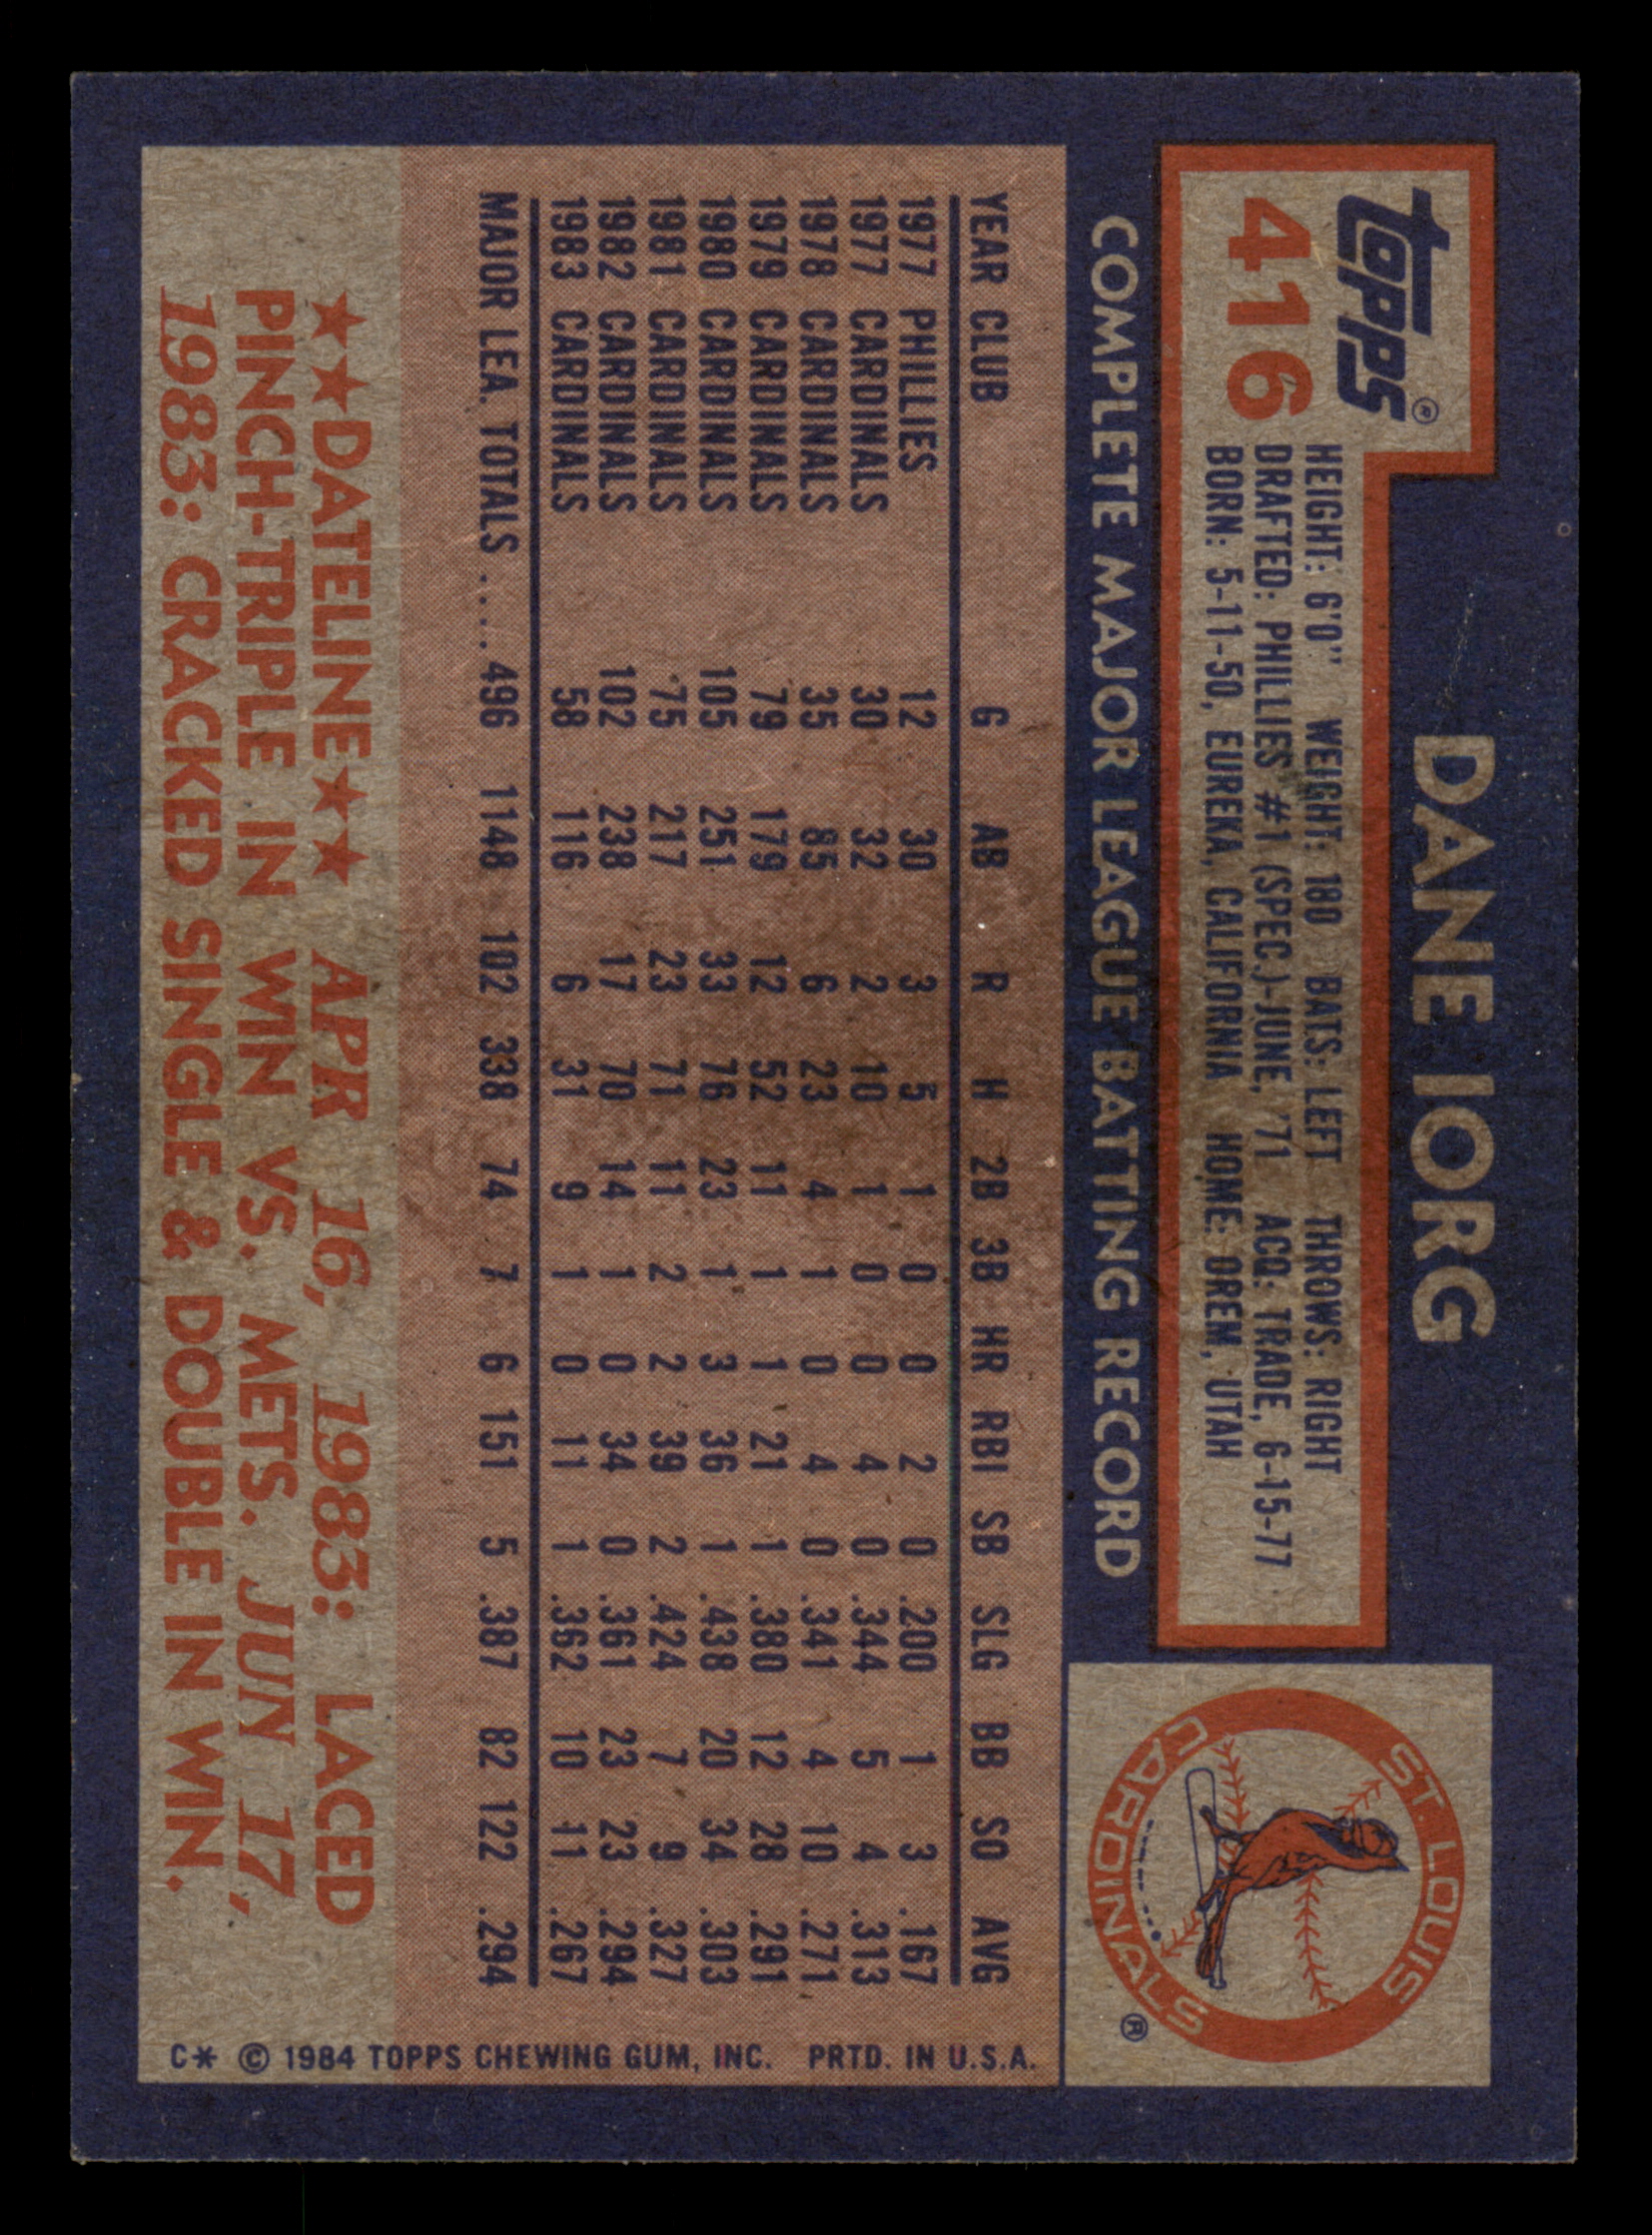 DANE IORG
Topps®
416
HEIGHT: 6'0" WEIGHT: 180 BATS: LEFT THROWS: RIGHT
DRAFTED: PHILLIES #1 (SPEC.)-JUNE, '71 ACQ: TRADE, 6-15-77
BORN: 5-11-50, EUREKA, CALIFORNIA HOME: OREM, UTAH
ST. LOUIS
CARDINALS
®
COMPLETE MAJOR LEAGUE BATTING RECORD
YEAR CLUB G AB R H 2B 3B HR RBI SB SLG BB SO AVG
1977 PHILLIES 12 30 3 5 1 0 0 2 0 .200 1 3 .167
1977 CARDINALS 30 32 2 10 1 0 0 4 0 .344 5 4 .313
1978 CARDINALS 35 85 6 23 4 1 0 4 0 .341 4 10 .271
1979 CARDINALS 79 179 12 52 11 1 1 21 1 .380 12 28 .291
1980 CARDINALS 105 251 33 76 23 1 3 36 1 .438 20 34 .303
1981 CARDINALS 75 217 23 71 11 2 2 39 2 .424 7 9 .327
1982 CARDINALS 102 238 17 70 14 1 0 34 0 .361 23 23 .294
1983 CARDINALS 58 116 6 31 9 1 0 11 1 .362 10 11 .267
MAJOR LEA. TOTALS .... 496 1148 102 338 74 7 6 151 5 .387 82 122 .294
★★DATELINE★★ APR 16, 1983: LACED
PINCH-TRIPLE IN WIN VS. METS. JUN 17,
1983: CRACKED SINGLE & DOUBLE IN WIN.
C* © 1984 TOPPS CHEWING GUM, INC. PRTD. IN U.S.A.